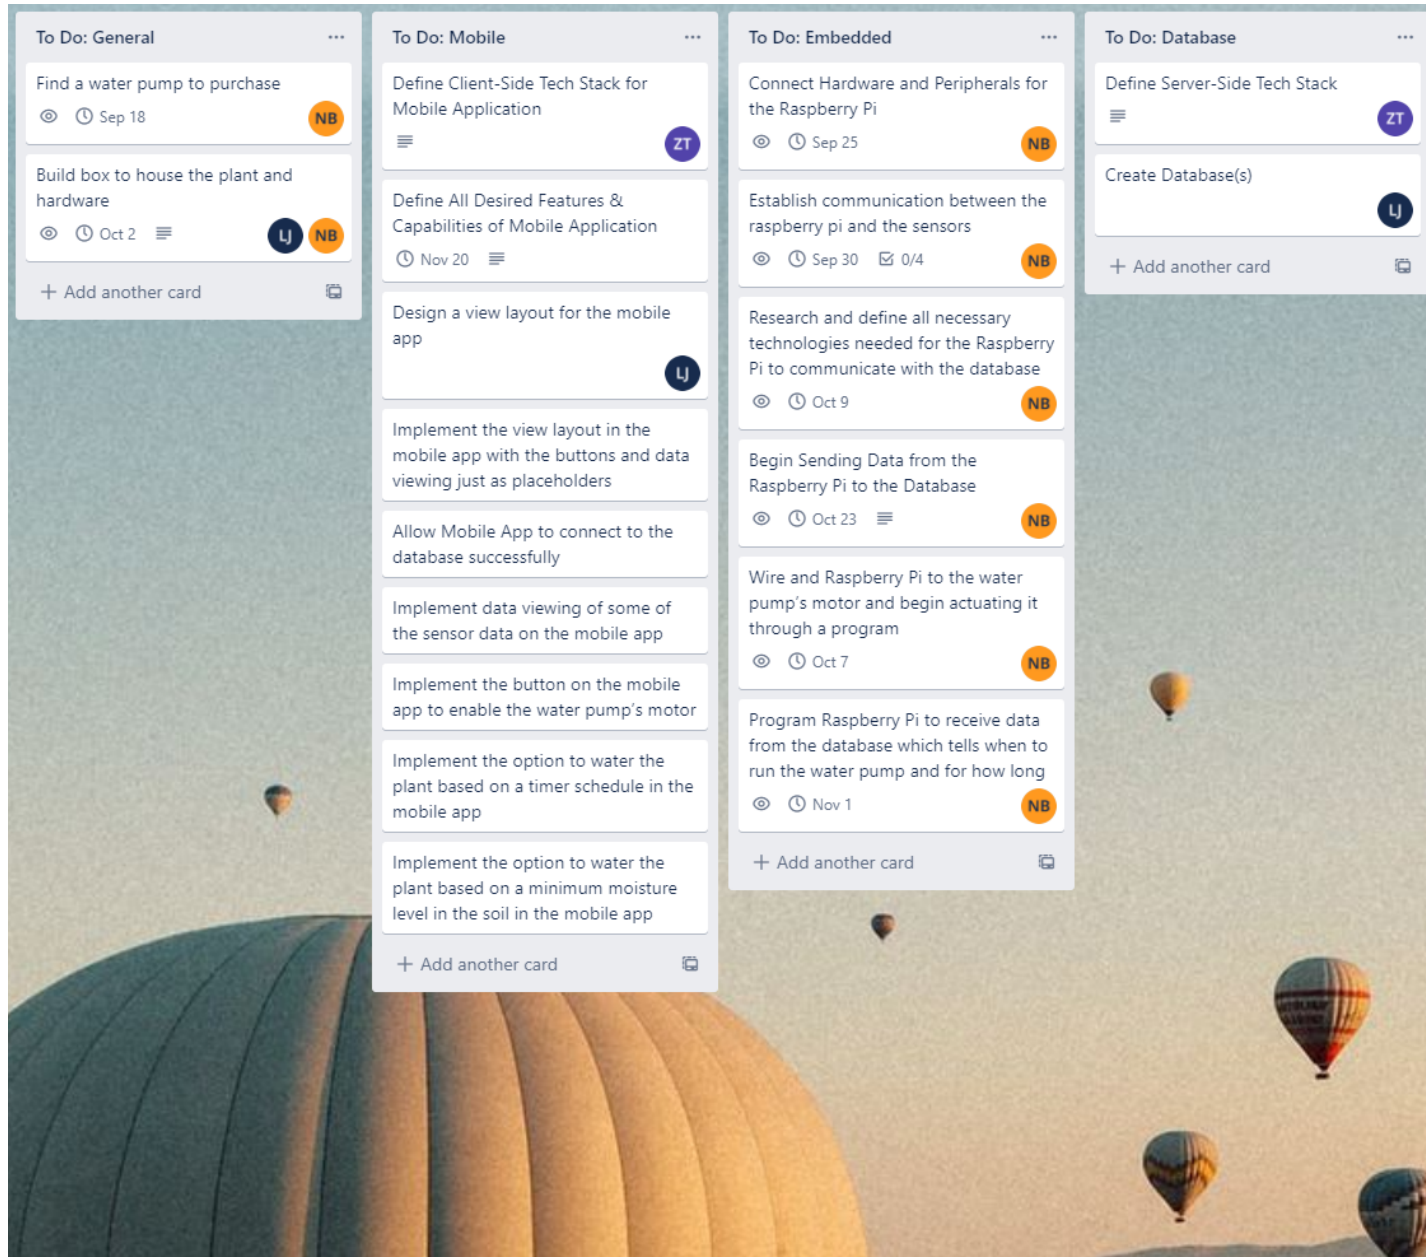 To Do: General
Find a water pump to purchase
Sep 18
NB
Build box to house the plant and
hardware
Oct 2
LJ NB
+ Add another card
To Do: Mobile
Define Client-Side Tech Stack for
Mobile Application
ZT
Define All Desired Features &
Capabilities of Mobile Application
Nov 20
Design a view layout for the mobile
app
LJ
Implement the view layout in the
mobile app with the buttons and data
viewing just as placeholders
Allow Mobile App to connect to the
database successfully
Implement data viewing of some of
the sensor data on the mobile app
Implement the button on the mobile
app to enable the water pump's motor
Implement the option to water the
plant based on a timer schedule in the
mobile app
Implement the option to water the
plant based on a minimum moisture
level in the soil in the mobile app
+ Add another card
To Do: Embedded
Connect Hardware and Peripherals for
the Raspberry Pi
Sep 25
NB
Establish communication between the
raspberry pi and the sensors
Sep 30 0/4
NB
Research and define all necessary
technologies needed for the Raspberry
Pi to communicate with the database
Oct 9
NB
Begin Sending Data from the
Raspberry Pi to the Database
Oct 23
NB
Wire and Raspberry Pi to the water
pump's motor and begin actuating it
through a program
Oct 7
NB
Program Raspberry Pi to receive data
from the database which tells when to
run the water pump and for how long
Nov 1
NB
+ Add another card
To Do: Database
Define Server-Side Tech Stack
ZT
Create Database(s)
LJ
+ Add another card